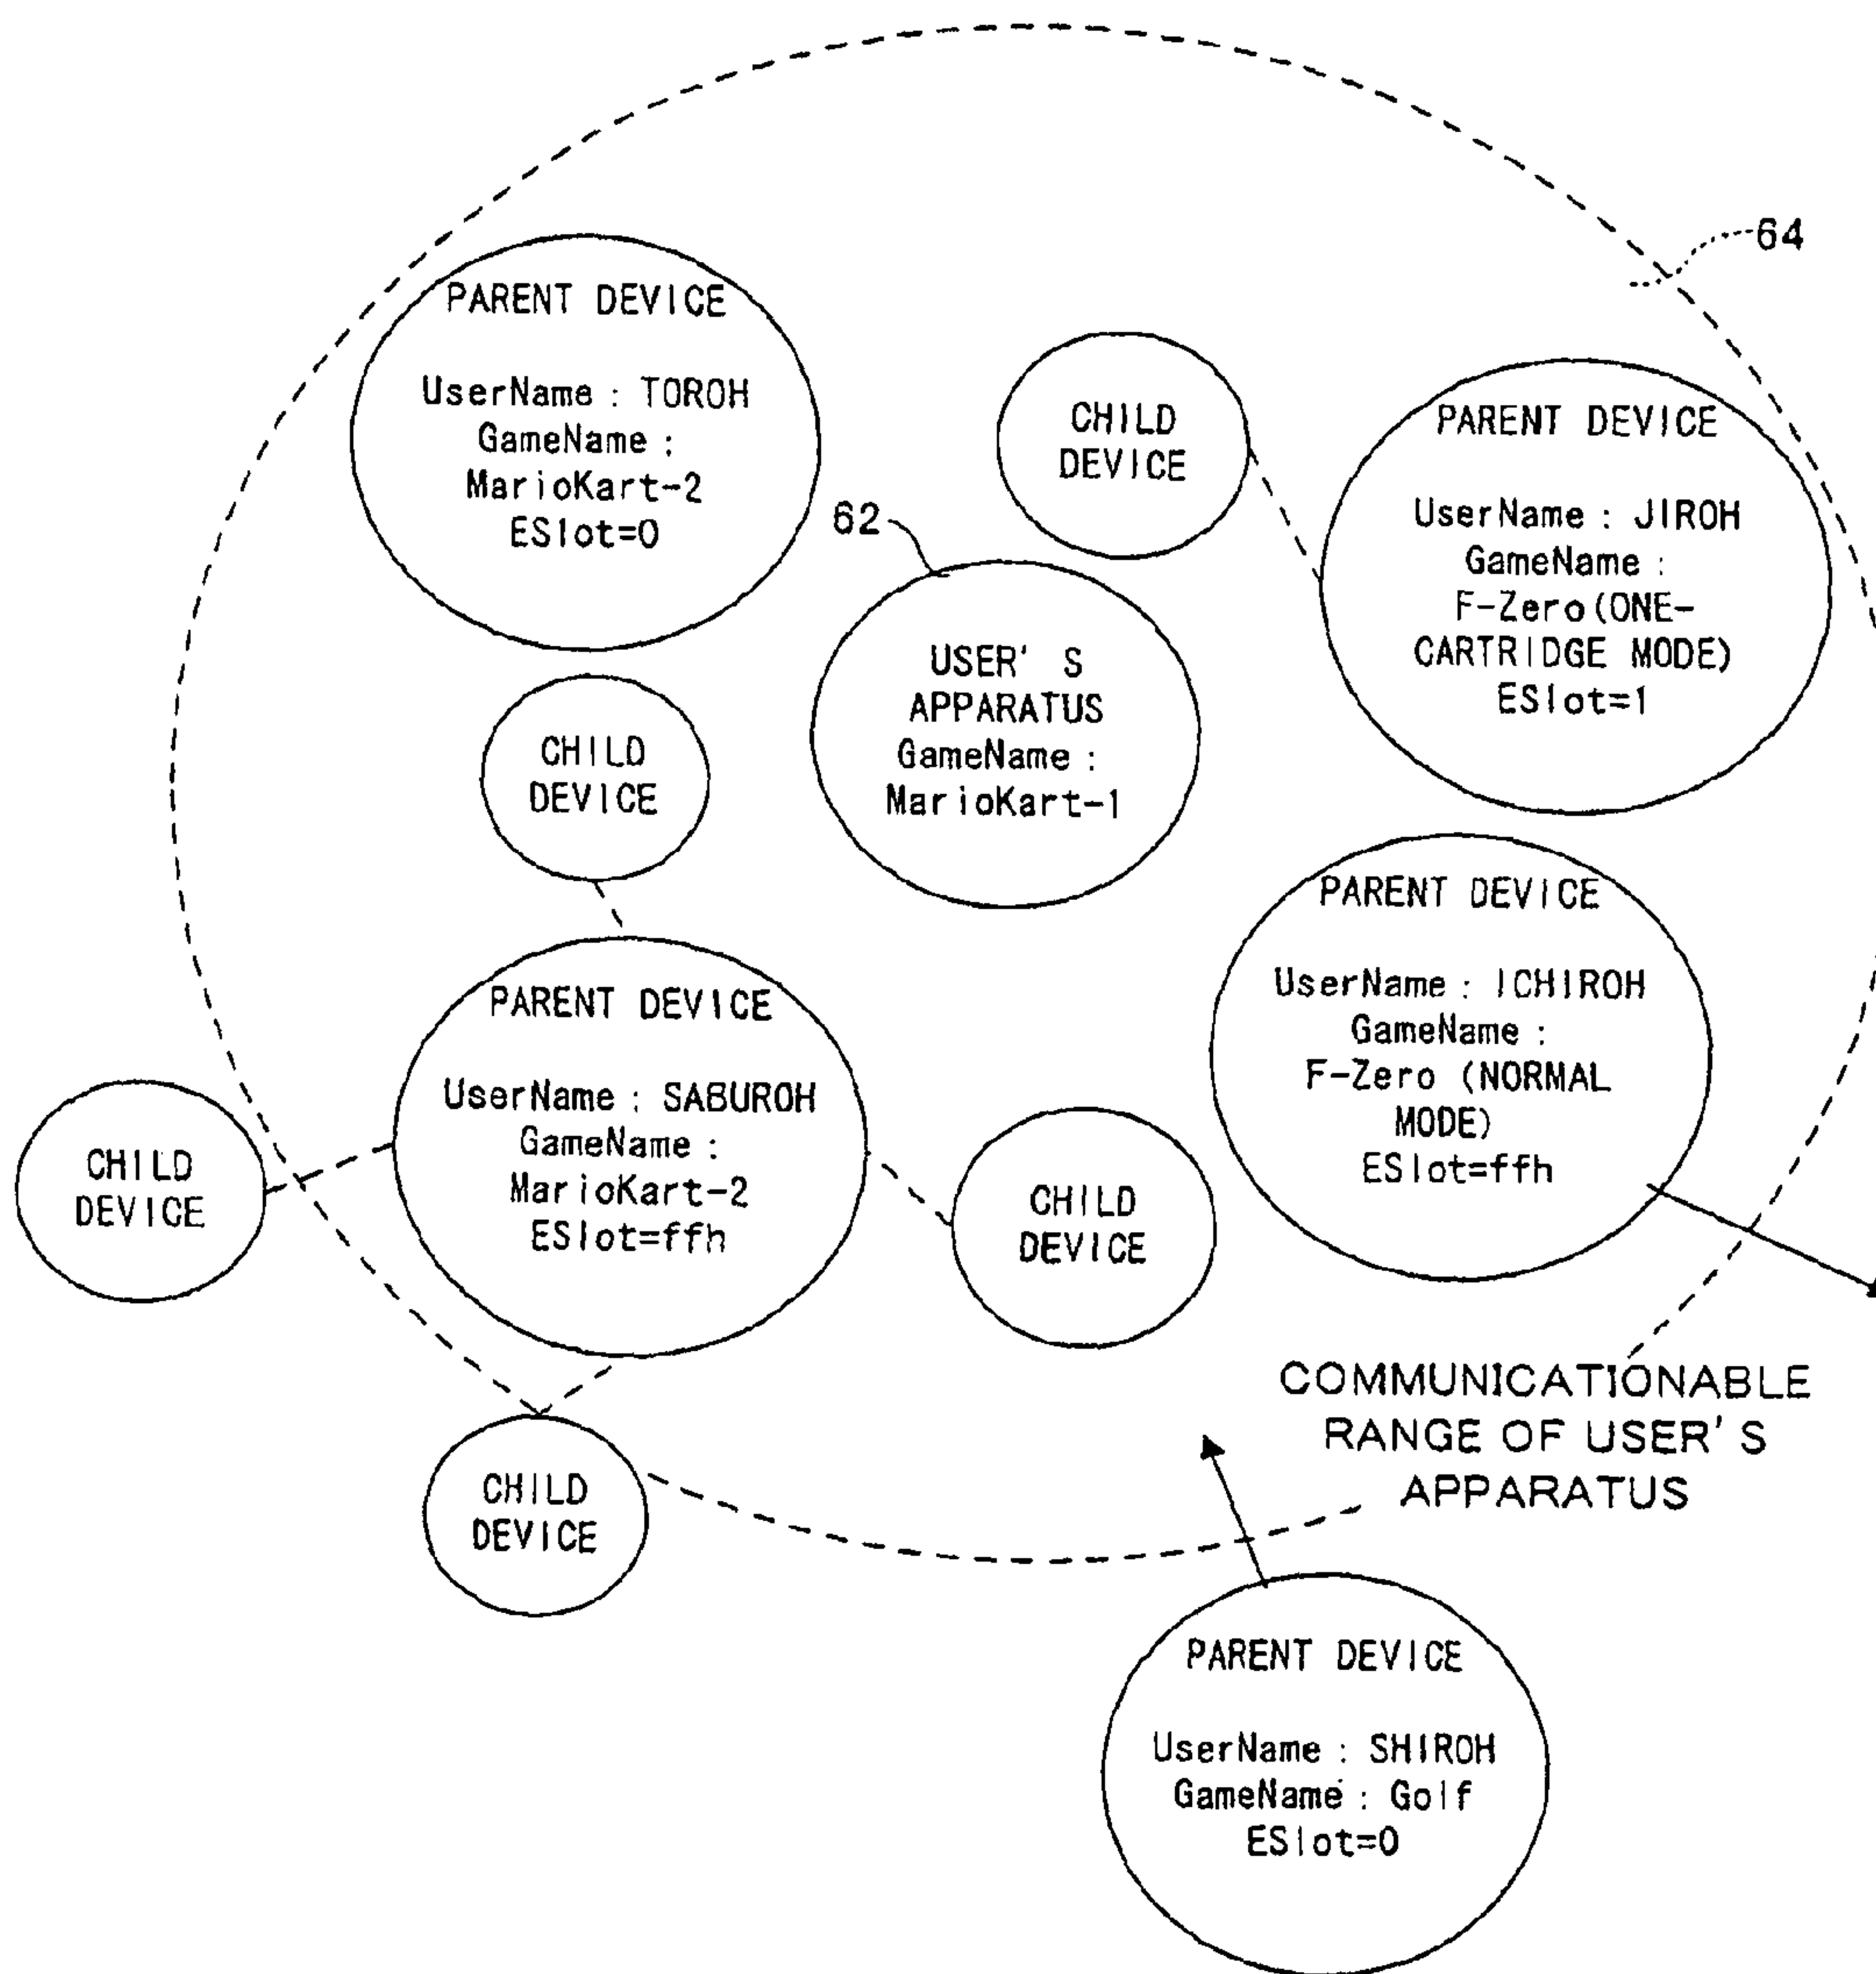 64
PARENT DEVICE
UserName : TOROH
GameName :
MarioKart-2
ESlot=0
CHILD
DEVICE
PARENT DEVICE
UserName : JIROH
GameName :
F-Zero(ONE-
CARTRIDGE MODE)
ESlot=1
62
USER'S
APPARATUS
GameName :
MarioKart-1
CHILD
DEVICE
PARENT DEVICE
UserName : ICHIROH
GameName :
F-Zero (NORMAL
MODE)
ESlot=ffh
PARENT DEVICE
UserName : SABUROH
GameName :
MarioKart-2
ESlot=ffh
CHILD
DEVICE
CHILD
DEVICE
COMMUNICATIONABLE
RANGE OF USER'S
APPARATUS
CHILD
DEVICE
PARENT DEVICE
UserName : SHIROH
GameName : Golf
ESlot=0